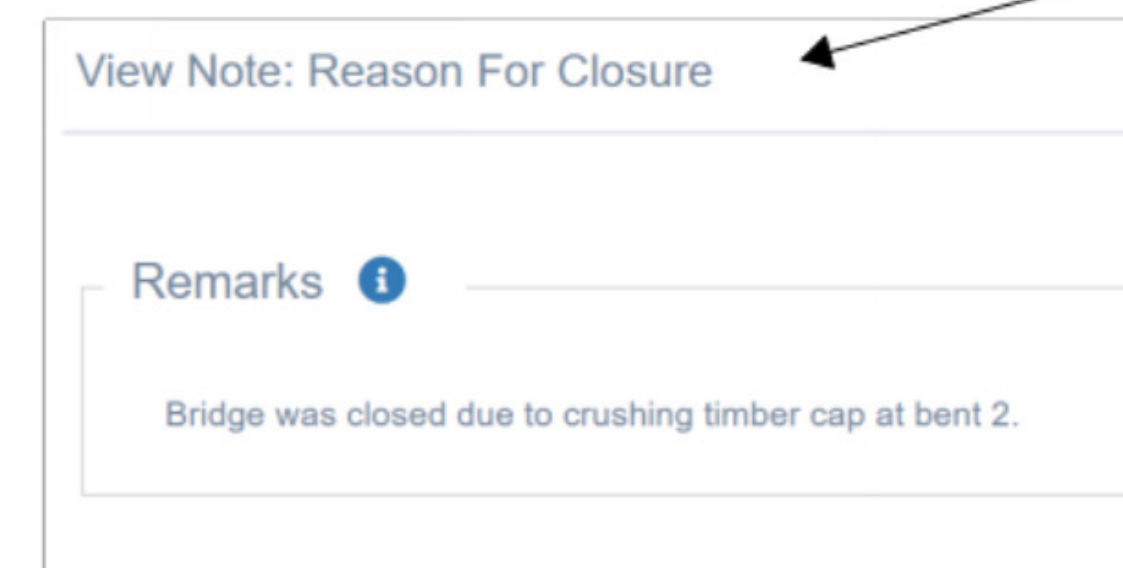 View Note: Reason For Closure
Remarks i
Bridge was closed due to crushing timber cap at bent 2.